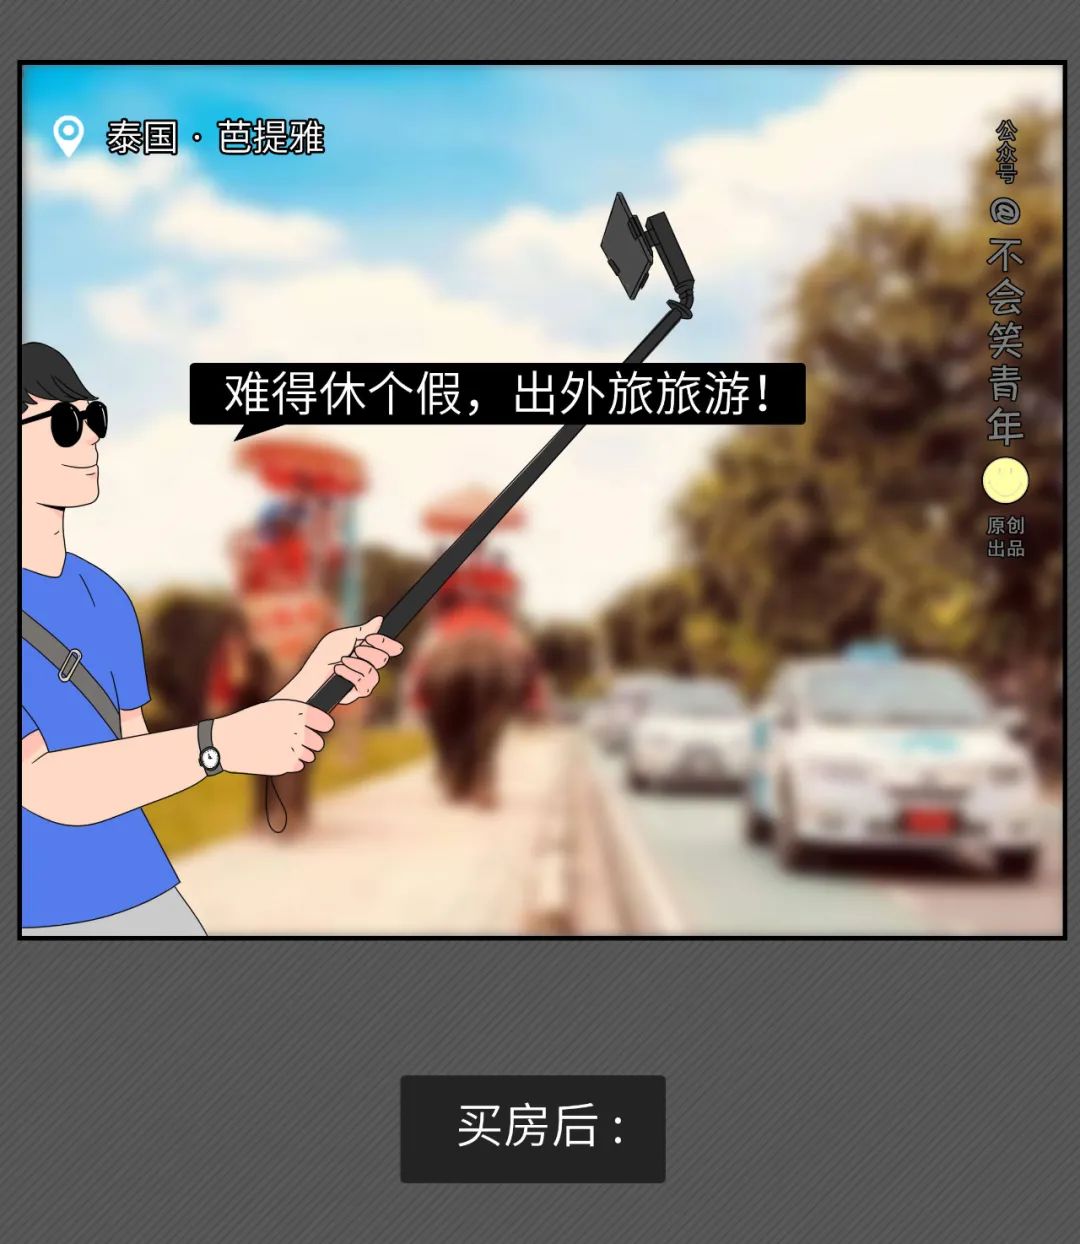 泰国 · 芭提雅
公众号
@不会笑青年
原创
出品
难得休个假，出外旅旅游！
买房后：